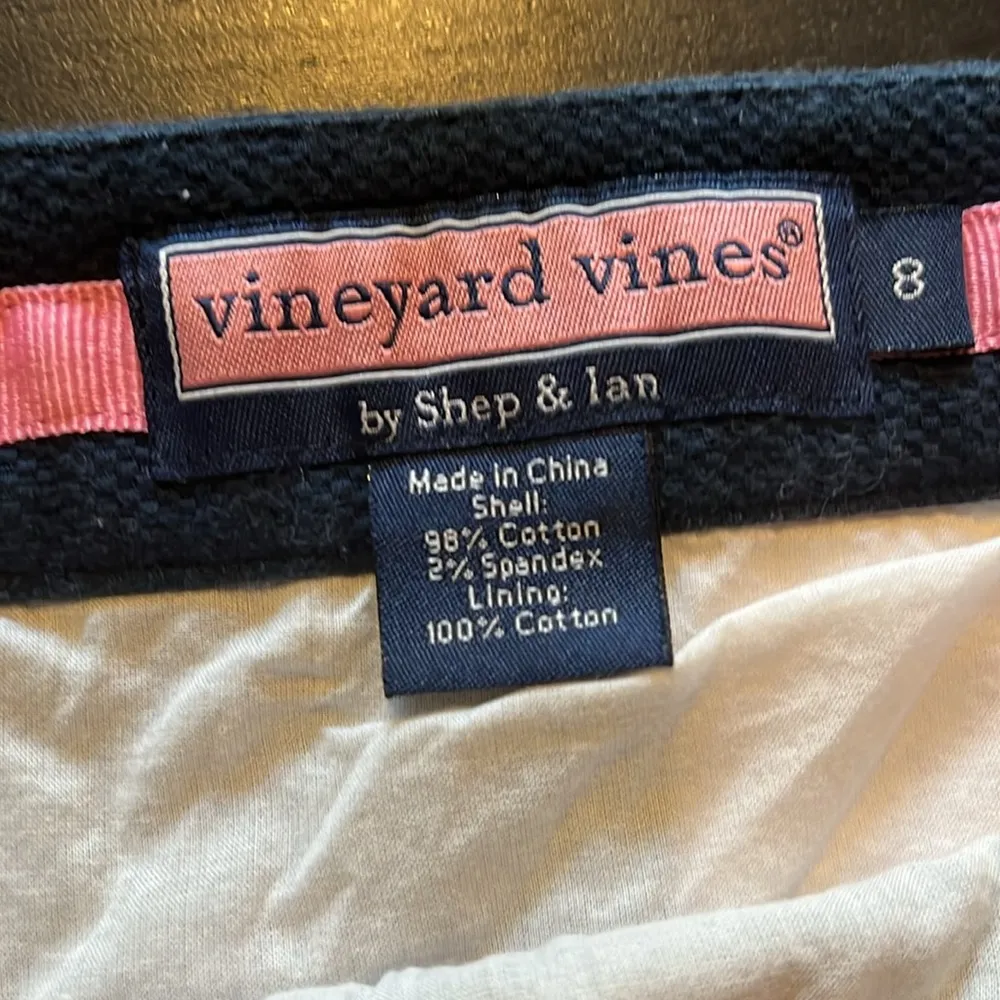 vineyard vines®
8
by Shep & Ian
Made in China
Shell:
98% Cotton
2% Spandex
Lining:
100% Cotton